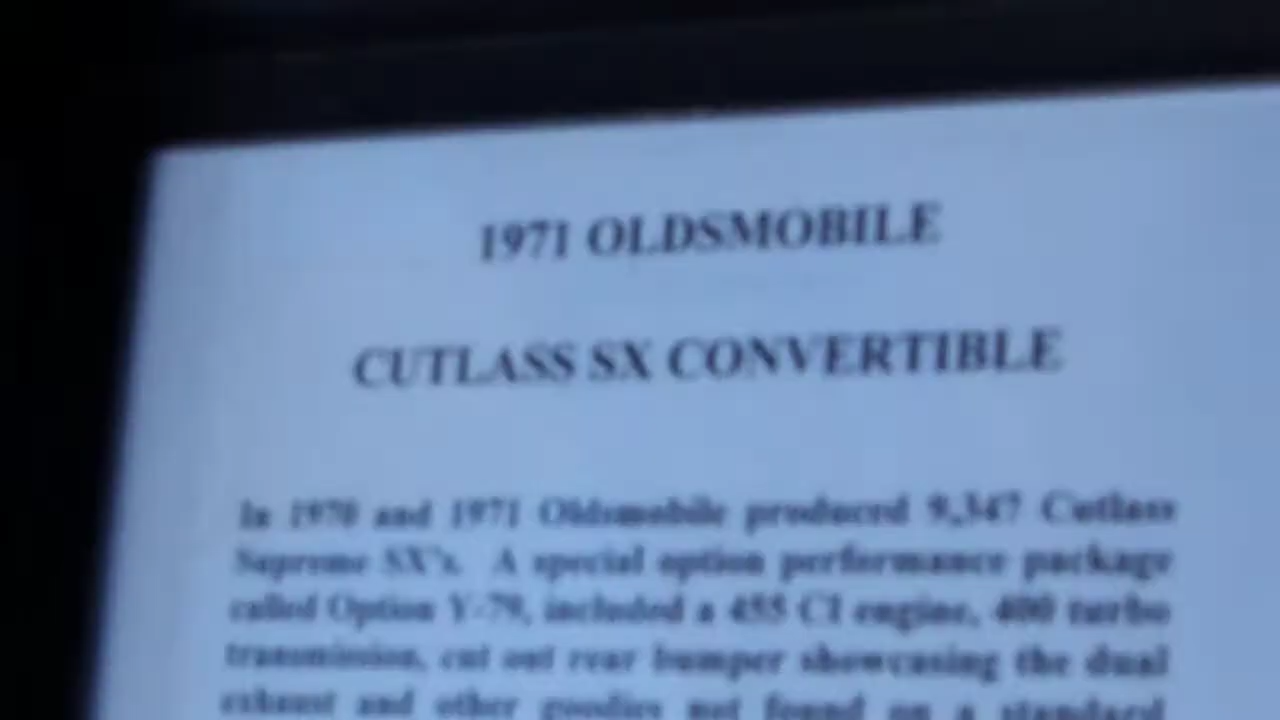 1971 OLDSMOBILE
CUTLASS SX CONVERTIBLE
In 1970 and 1971 Oldsmobile produced 9,347 Cutlass
Supreme SX's. A special option performance package
called Option Y-79, included a 455 CI engine, 400 turbo
transmission, cut out rear bumper showcasing the dual
exhaust and other goodies not found on a standard